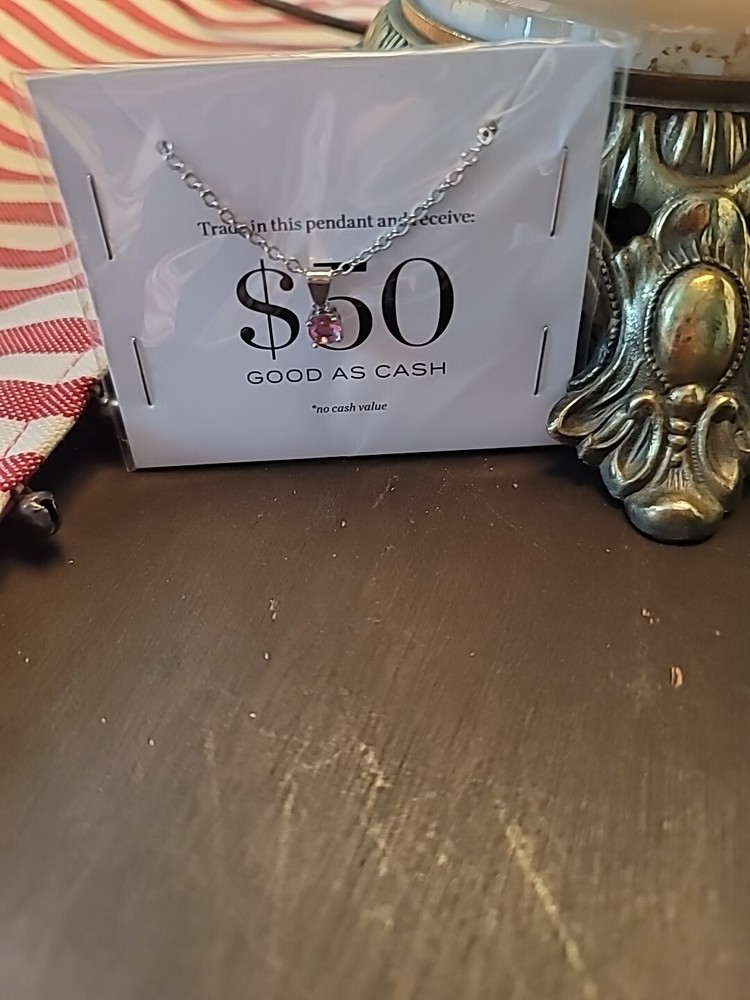 Trade in this pendant and receive:
$50
GOOD AS CASH
*no cash value